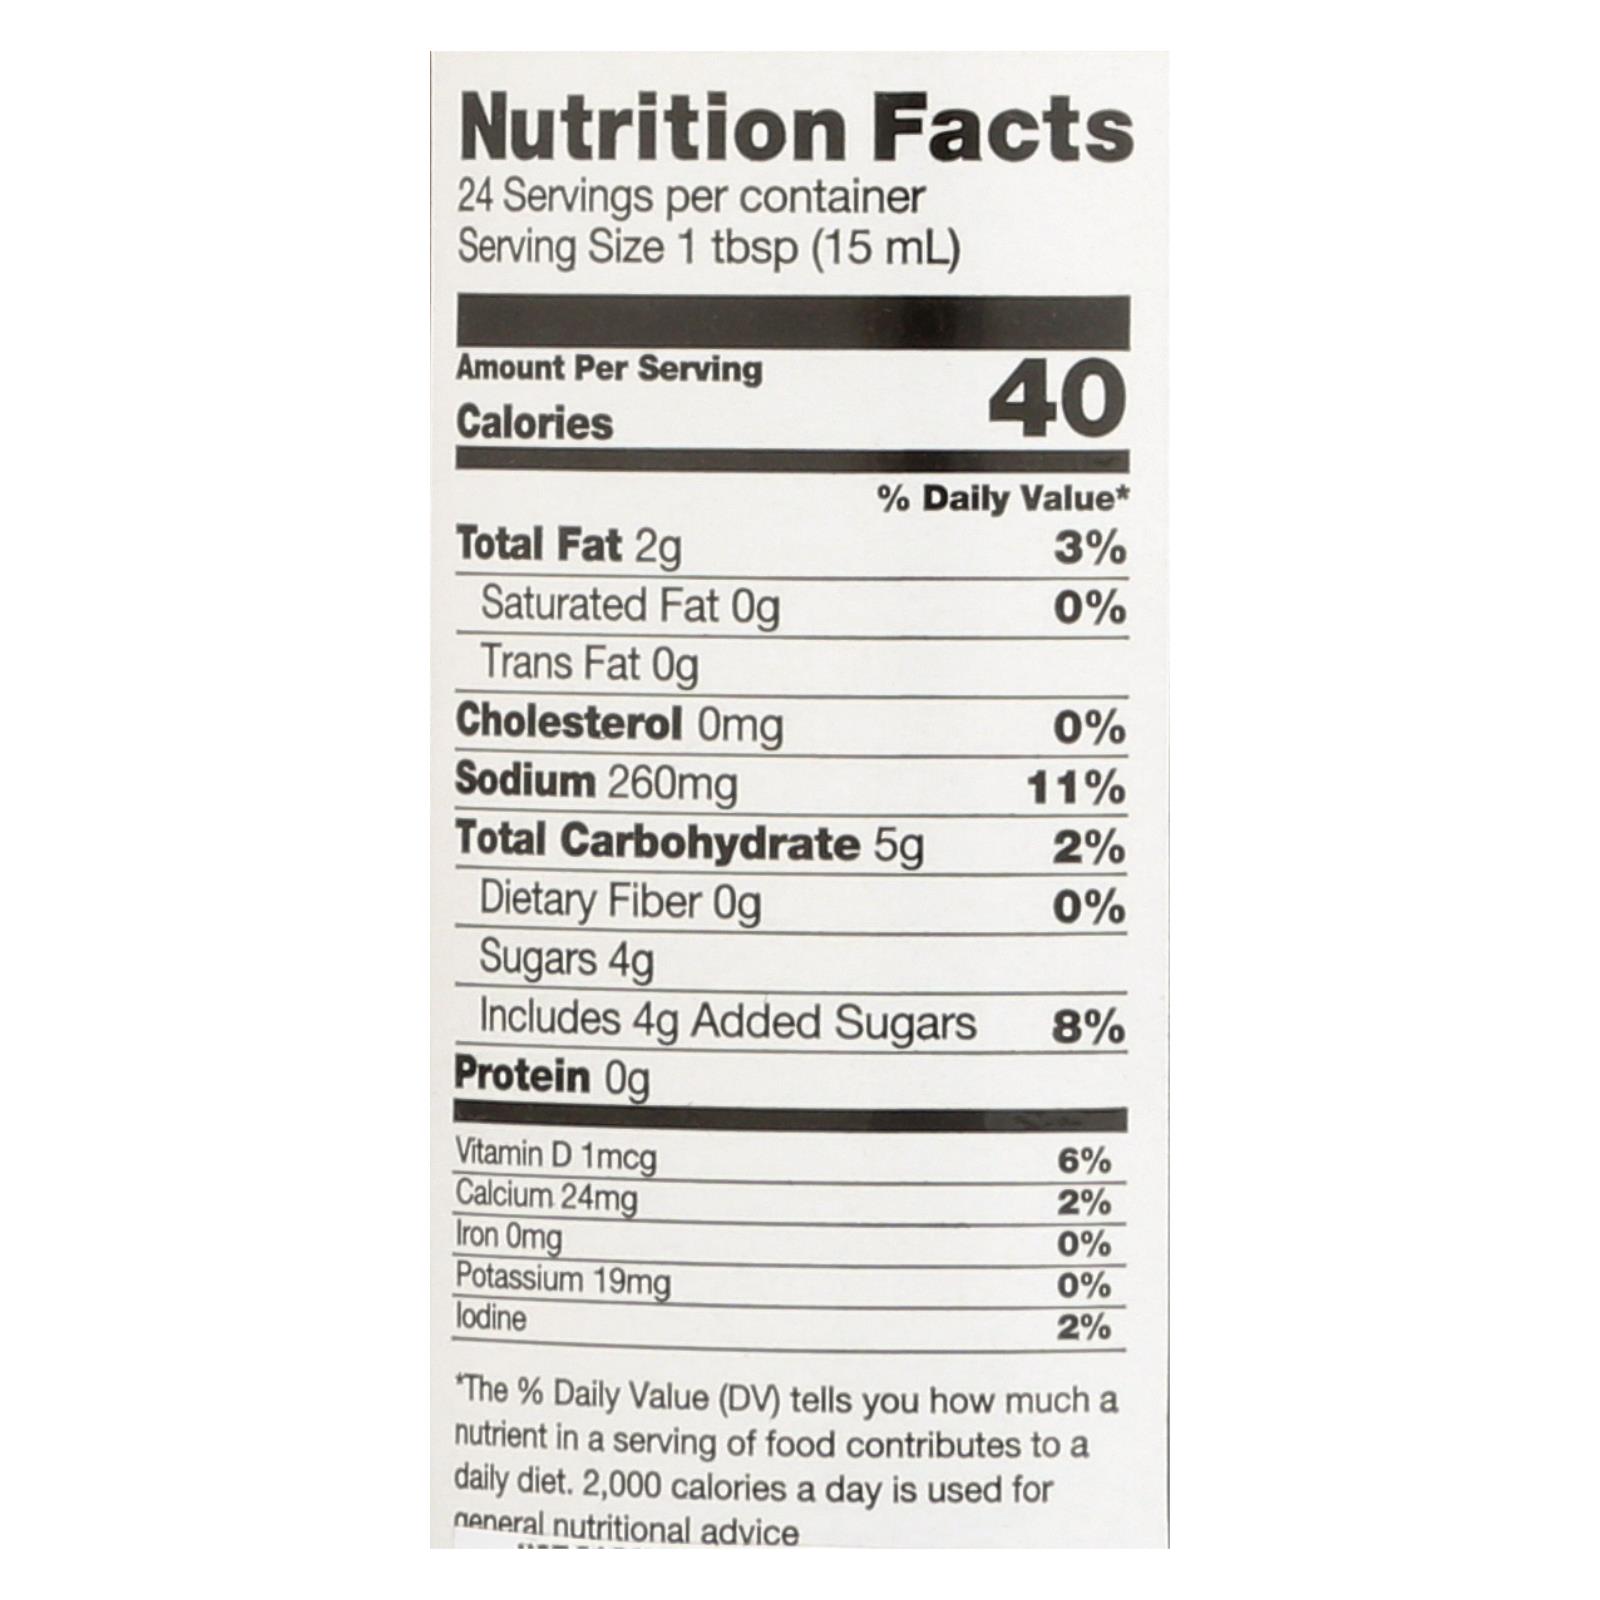 Nutrition Facts
24 Servings per container
Serving Size 1 tbsp (15 mL)
Amount Per Serving
Calories 40
% Daily Value*
Total Fat 2g 3%
Saturated Fat 0g 0%
Trans Fat 0g
Cholesterol 0mg 0%
Sodium 260mg 11%
Total Carbohydrate 5g 2%
Dietary Fiber 0g 0%
Sugars 4g
Includes 4g Added Sugars 8%
Protein 0g
Vitamin D 1mcg 6%
Calcium 24mg 2%
Iron 0mg 0%
Potassium 19mg 0%
Iodine 2%
*The % Daily Value (DV) tells you how much a
nutrient in a serving of food contributes to a
daily diet. 2,000 calories a day is used for
general nutritional advice